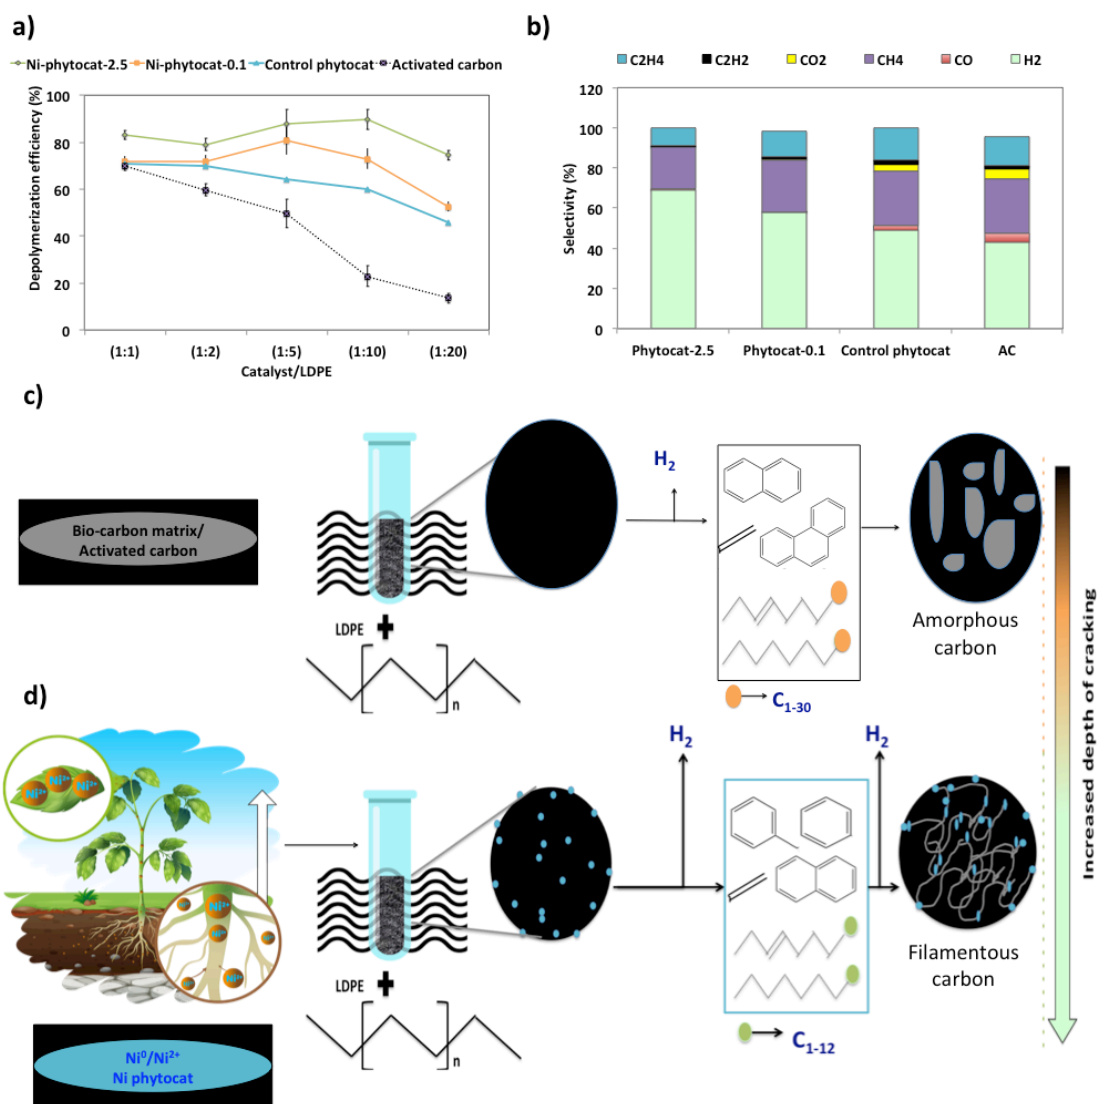 a)
Ni-phytocat-2.5 Ni-phytocat-0.1 Control phytocat Activated carbon
Depolymerization efficiency (%)
100
80
60
40
20
0
(1:1) (1:2) (1:5) (1:10) (1:20)
Catalyst/LDPE
b)
C2H4 C2H2 CO2 CH4 CO H2
Selectivity (%)
120
100
80
60
40
20
0
Phytocat-2.5 Phytocat-0.1 Control phytocat AC
c)
Bio-carbon matrix/
Activated carbon
LDPE +
n
H₂
C₁₋₃₀
Amorphous
carbon
Increased depth of cracking
d)
Ni²⁺ Ni²⁺ Ni²⁺
Ni²⁺
Ni⁰/Ni²⁺
Ni phytocat
LDPE +
n
H₂
H₂
C₁₋₁₂
Filamentous
carbon